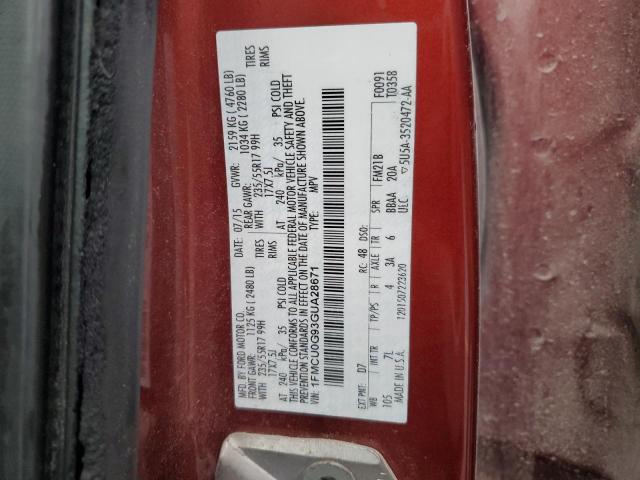 MFD. BY FORD MOTOR CO.
DATE: 07/15 GVWR: 2159 KG ( 4760 LB)
FRONT GAWR: 1125 KG ( 2480 LB) REAR GAWR: 1034 KG ( 2280 LB)
WITH 235/55R17 99H TIRES WITH 235/55R17 99H TIRES
17X7.5J RIMS 17X7.5J RIMS
AT 240 kPa/ 35 PSI COLD AT 240 kPa/ 35 PSI COLD
THIS VEHICLE CONFORMS TO ALL APPLICABLE FEDERAL MOTOR VEHICLE SAFETY AND THEFT
PREVENTION STANDARDS IN EFFECT ON THE DATE OF MANUFACTURE SHOWN ABOVE.
VIN: 1FMCU0G93GUA28671 TYPE: MPV
EXT PNT: D7 RC: 48 DSO: FM21B F0091
WB INT TR TP/PS R AXLE TR SPR 20A T0358
105 7L 4 3A 6 BBAA
MADE IN U.S.A. ULC ▽5U5A-3520472-AA
1201507223620